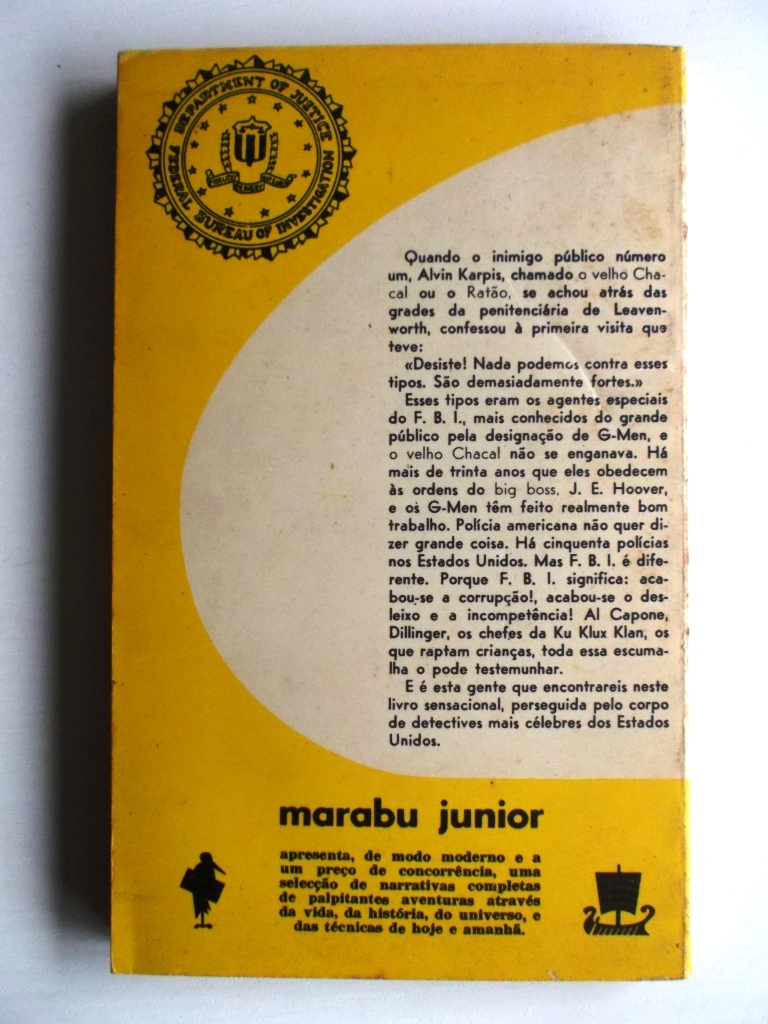 DEPARTMENT OF JUSTICE
FEDERAL BUREAU OF INVESTIGATION
Quando o inimigo público número
um, Alvin Karpis, chamado o velho Cha-
cal ou o Ratão, se achou atrás das
grades da penitenciária de Leaven-
worth, confessou à primeira visita que
teve:
«Desiste! Nada podemos contra esses
tipos. São demasiadamente fortes.»
Esses tipos eram os agentes especiais
do F. B. I., mais conhecidos do grande
público pela designação de G-Men, e
o velho Chacal não se enganava. Há
mais de trinta anos que eles obedecem
às ordens do big boss, J. E. Hoover,
e os G-Men têm feito realmente bom
trabalho. Polícia americana não quer di-
zer grande coisa. Há cinquenta polícias
nos Estados Unidos. Mas F. B. I. é dife-
rente. Porque F. B. I. significa: aca-
bou-se a corrupção!, acabou-se o des-
leixo e a incompetência! Al Capone,
Dillinger, os chefes da Ku Klux Klan, os
que raptam crianças, toda essa escuma-
lha o pode testemunhar.
E é esta gente que encontrareis neste
livro sensacional, perseguida pelo corpo
de detectives mais célebres dos Estados
Unidos.
marabu junior
apresenta, de modo moderno e a
um preço de concorrência, uma
selecção de narrativas completas
de palpitantes aventuras através
da vida, da história, do universo, e
das técnicas de hoje e amanhã.